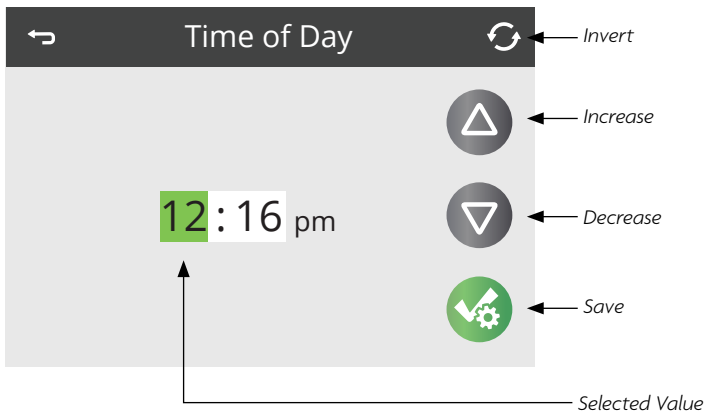 Time of Day
Invert
Increase
12 : 16 pm
Decrease
Save
Selected Value